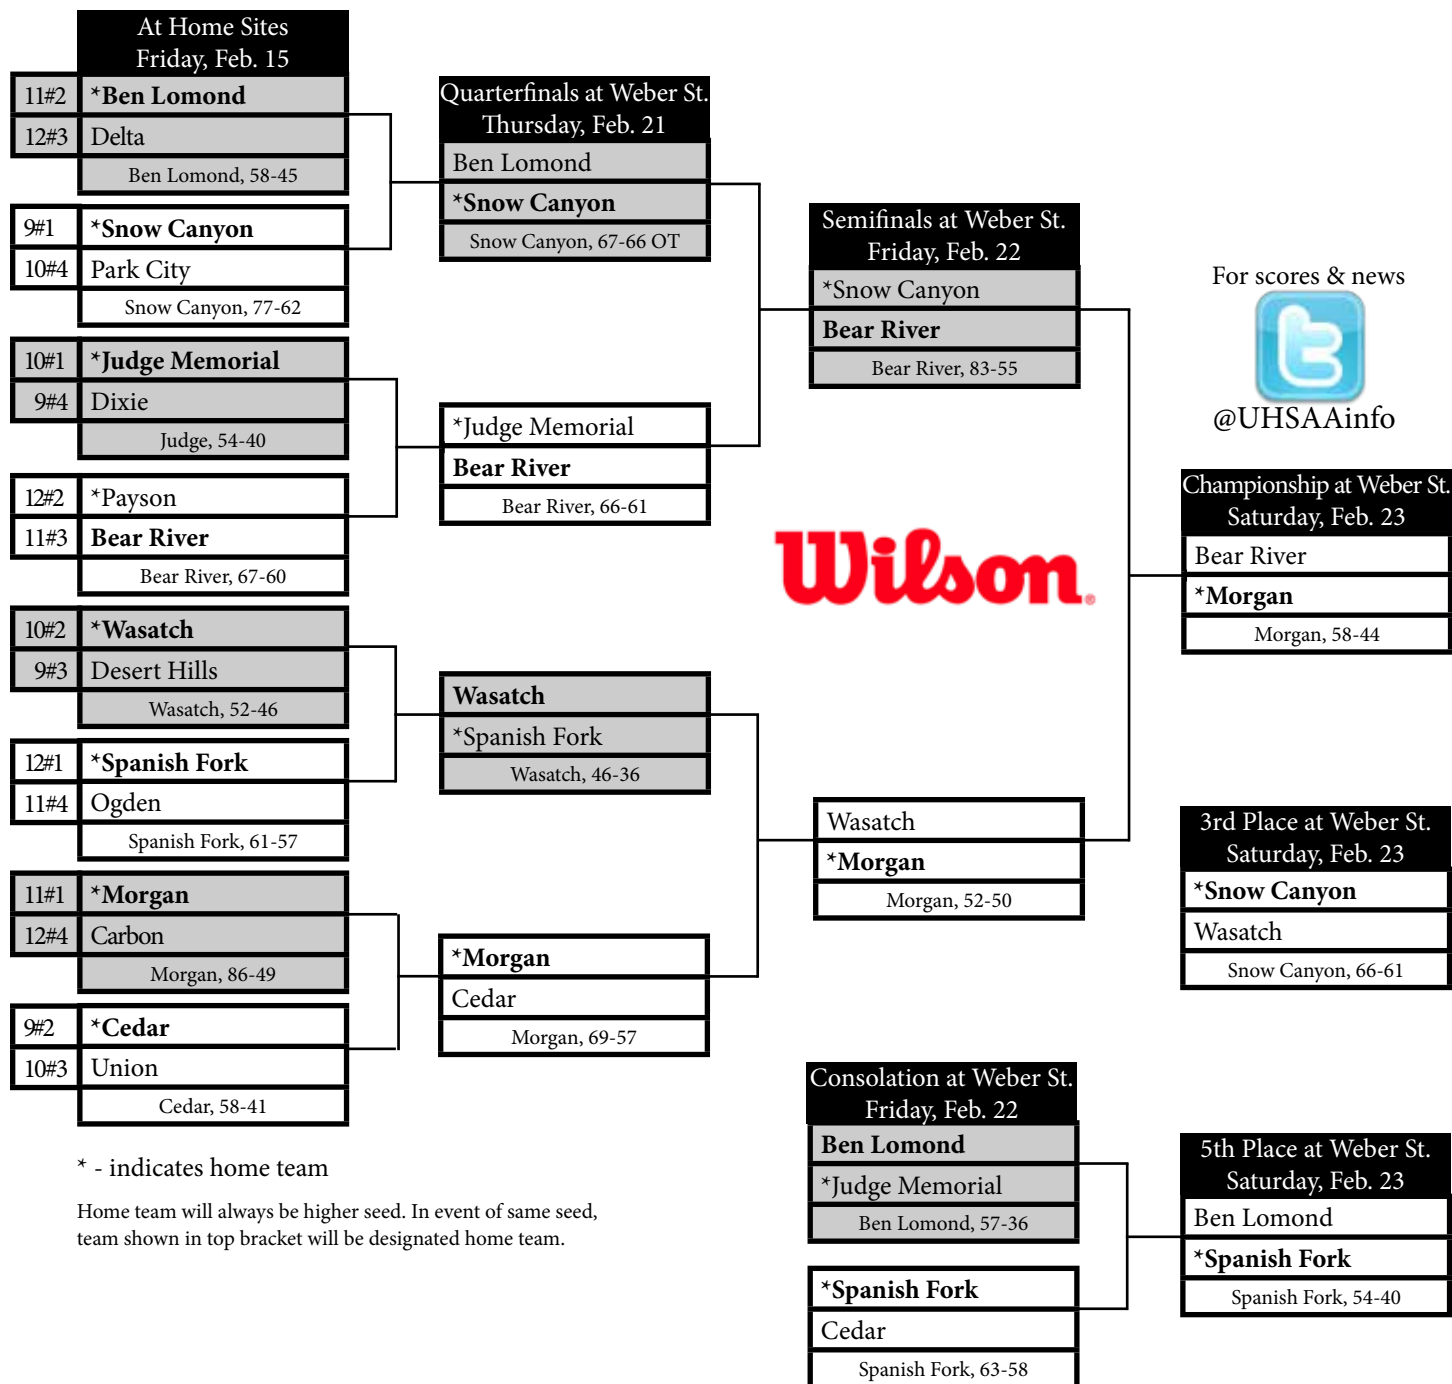 At Home Sites
Friday, Feb. 15
11#2 *Ben Lomond
12#3 Delta
Ben Lomond, 58-45
9#1 *Snow Canyon
10#4 Park City
Snow Canyon, 77-62
10#1 *Judge Memorial
9#4 Dixie
Judge, 54-40
12#2 *Payson
11#3 Bear River
Bear River, 67-60
10#2 *Wasatch
9#3 Desert Hills
Wasatch, 52-46
12#1 *Spanish Fork
11#4 Ogden
Spanish Fork, 61-57
11#1 *Morgan
12#4 Carbon
Morgan, 86-49
9#2 *Cedar
10#3 Union
Cedar, 58-41
* - indicates home team
Home team will always be higher seed. In event of same seed,
team shown in top bracket will be designated home team.
Quarterfinals at Weber St.
Thursday, Feb. 21
Ben Lomond
*Snow Canyon
Snow Canyon, 67-66 OT
*Judge Memorial
Bear River
Bear River, 66-61
Wasatch
*Spanish Fork
Wasatch, 46-36
*Morgan
Cedar
Morgan, 69-57
Semifinals at Weber St.
Friday, Feb. 22
*Snow Canyon
Bear River
Bear River, 83-55
Wilson®
Wasatch
*Morgan
Morgan, 52-50
Consolation at Weber St.
Friday, Feb. 22
Ben Lomond
*Judge Memorial
Ben Lomond, 57-36
*Spanish Fork
Cedar
Spanish Fork, 63-58
For scores & news
@UHSAAinfo
Championship at Weber St.
Saturday, Feb. 23
Bear River
*Morgan
Morgan, 58-44
3rd Place at Weber St.
Saturday, Feb. 23
*Snow Canyon
Wasatch
Snow Canyon, 66-61
5th Place at Weber St.
Saturday, Feb. 23
Ben Lomond
*Spanish Fork
Spanish Fork, 54-40